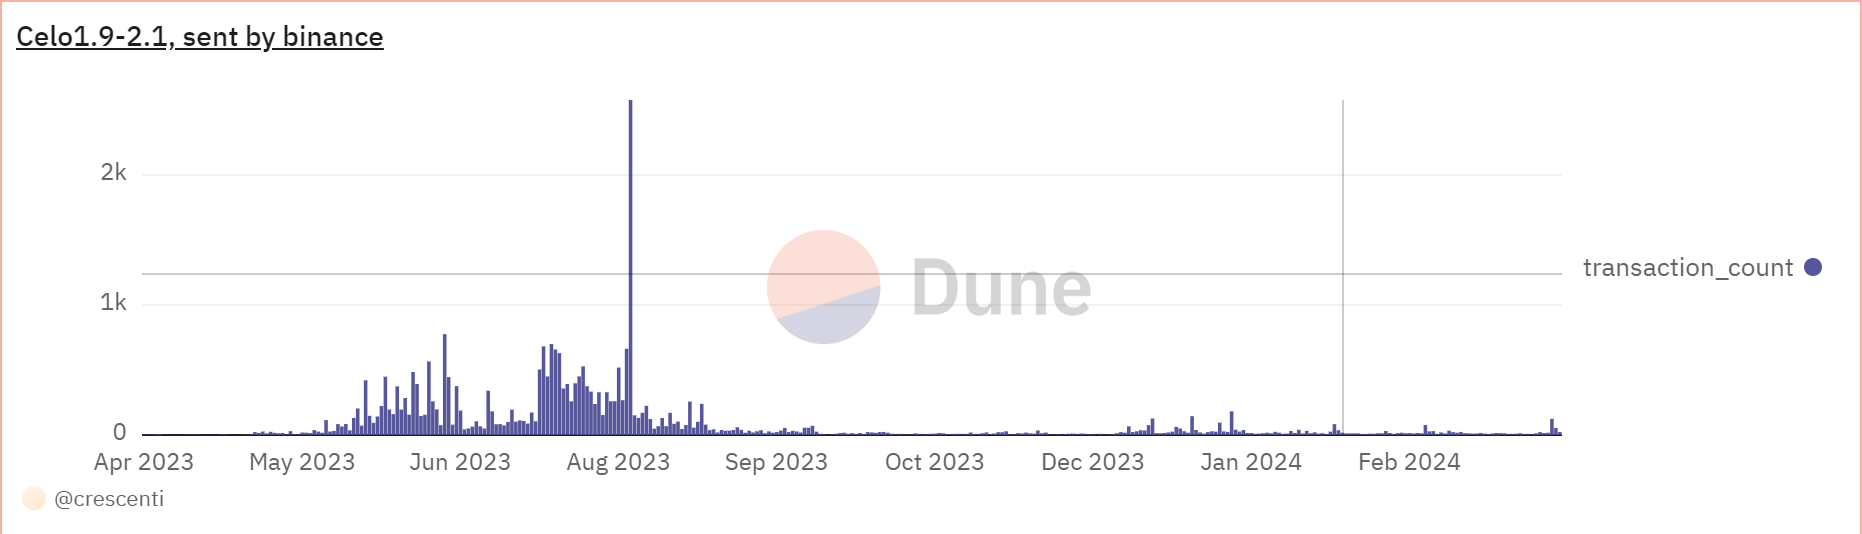 Celo1.9-2.1, sent by binance
2k
1k
0
Dune
transaction_count
Apr 2023 May 2023 Jun 2023 Aug 2023 Sep 2023 Oct 2023 Dec 2023 Jan 2024 Feb 2024
@crescenti